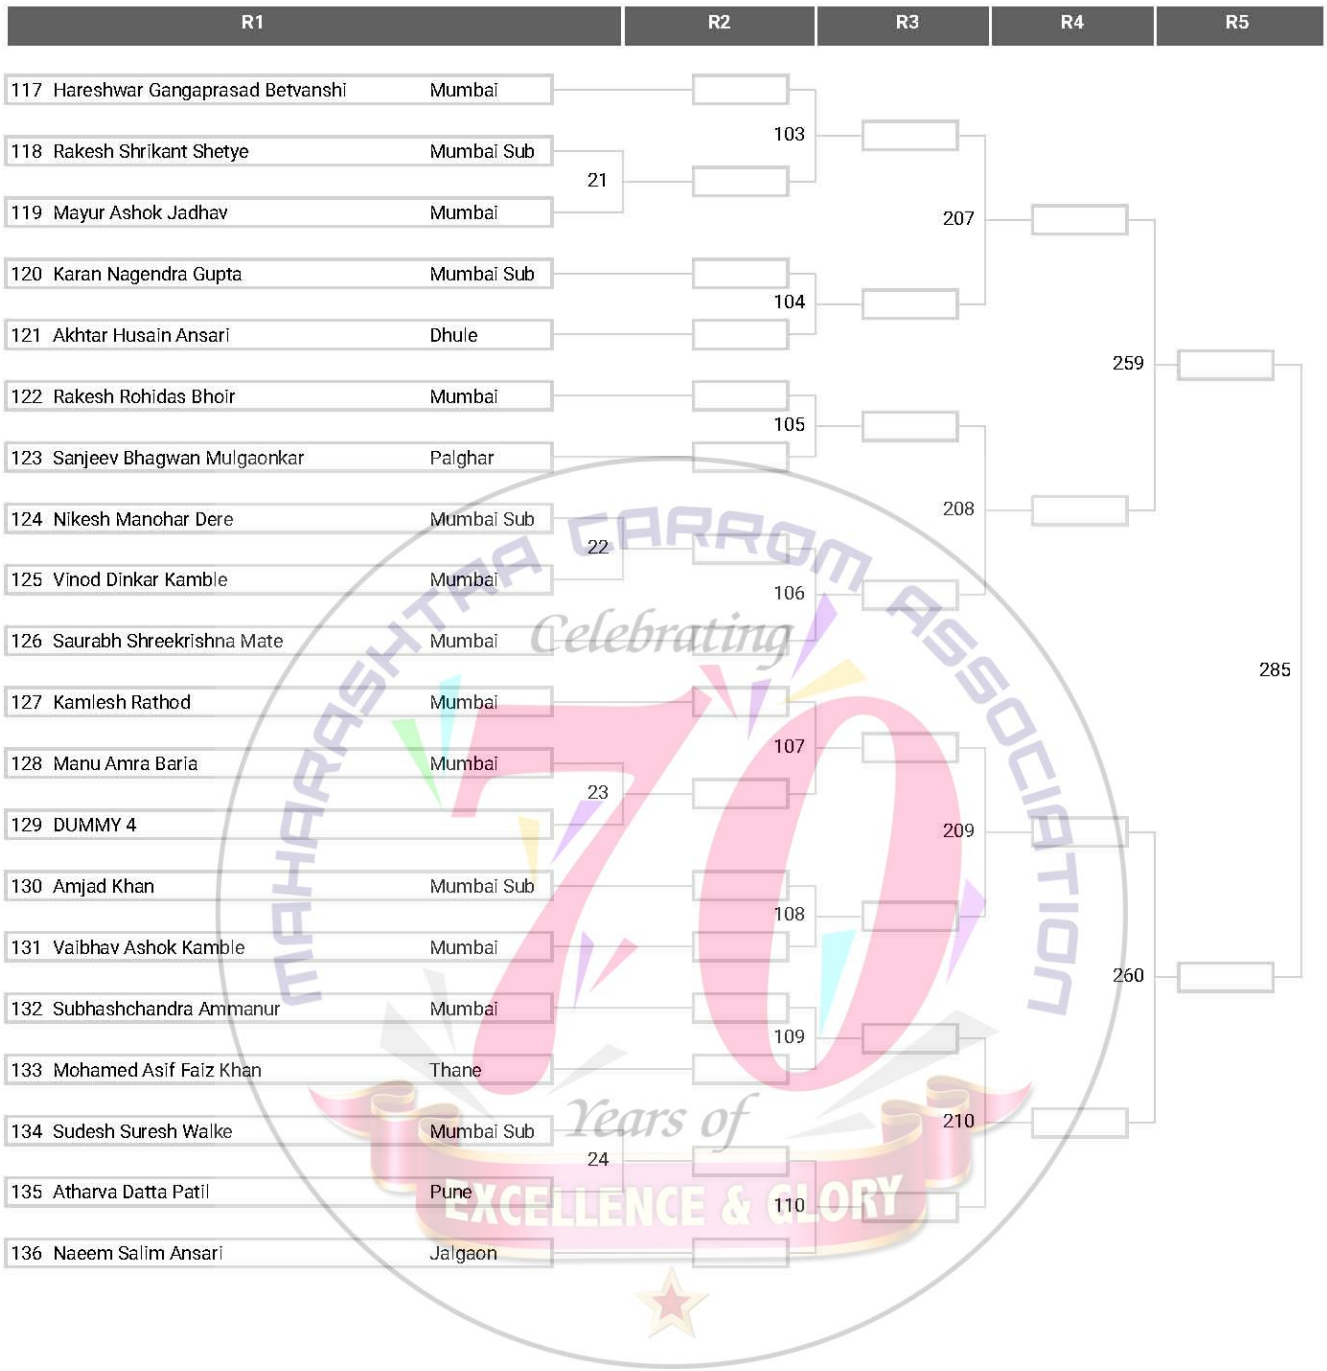 R1 R2 R3 R4 R5
117 Hareshwar Gangaprasad Betvanshi Mumbai
103
118 Rakesh Shrikant Shetye Mumbai Sub
21
119 Mayur Ashok Jadhav Mumbai
207
120 Karan Nagendra Gupta Mumbai Sub
104
121 Akhtar Husain Ansari Dhule
259
122 Rakesh Rohidas Bhoir Mumbai
105
123 Sanjeev Bhagwan Mulgaonkar Palghar
208
124 Nikesh Manohar Dere Mumbai Sub
22
125 Vinod Dinkar Kamble Mumbai
106
126 Saurabh Shreekrishna Mate Mumbai
285
127 Kamlesh Rathod Mumbai
107
128 Manu Amra Baria Mumbai
23
129 DUMMY 4
209
130 Amjad Khan Mumbai Sub
108
131 Vaibhav Ashok Kamble Mumbai
260
132 Subhashchandra Ammanur Mumbai
109
133 Mohamed Asif Faiz Khan Thane
210
134 Sudesh Suresh Walke Mumbai Sub
24
135 Atharva Datta Patil Pune
110
136 Naeem Salim Ansari Jalgaon
MAHARASHTRA CARROM ASSOCIATION
Celebrating
70
Years of
EXCELLENCE & GLORY